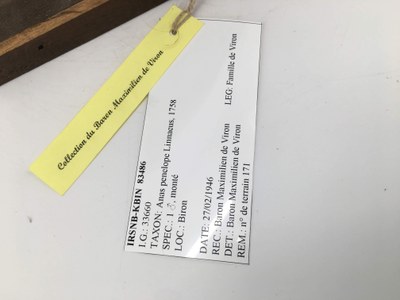 Collection du Baron Maximilien de Viron
IRSNB-KBIN 83486
I.G.: 33660
TAXON: Anas penelope Linnaeus, 1758
SPEC.: 1 ♂, monté
LOC.: Biron
DATE: 27/02/1946
REC.: Baron Maximilien de Viron LEG: Famille de Viron
DET.: Baron Maximilien de Viron
REM.: n° de terrain 171